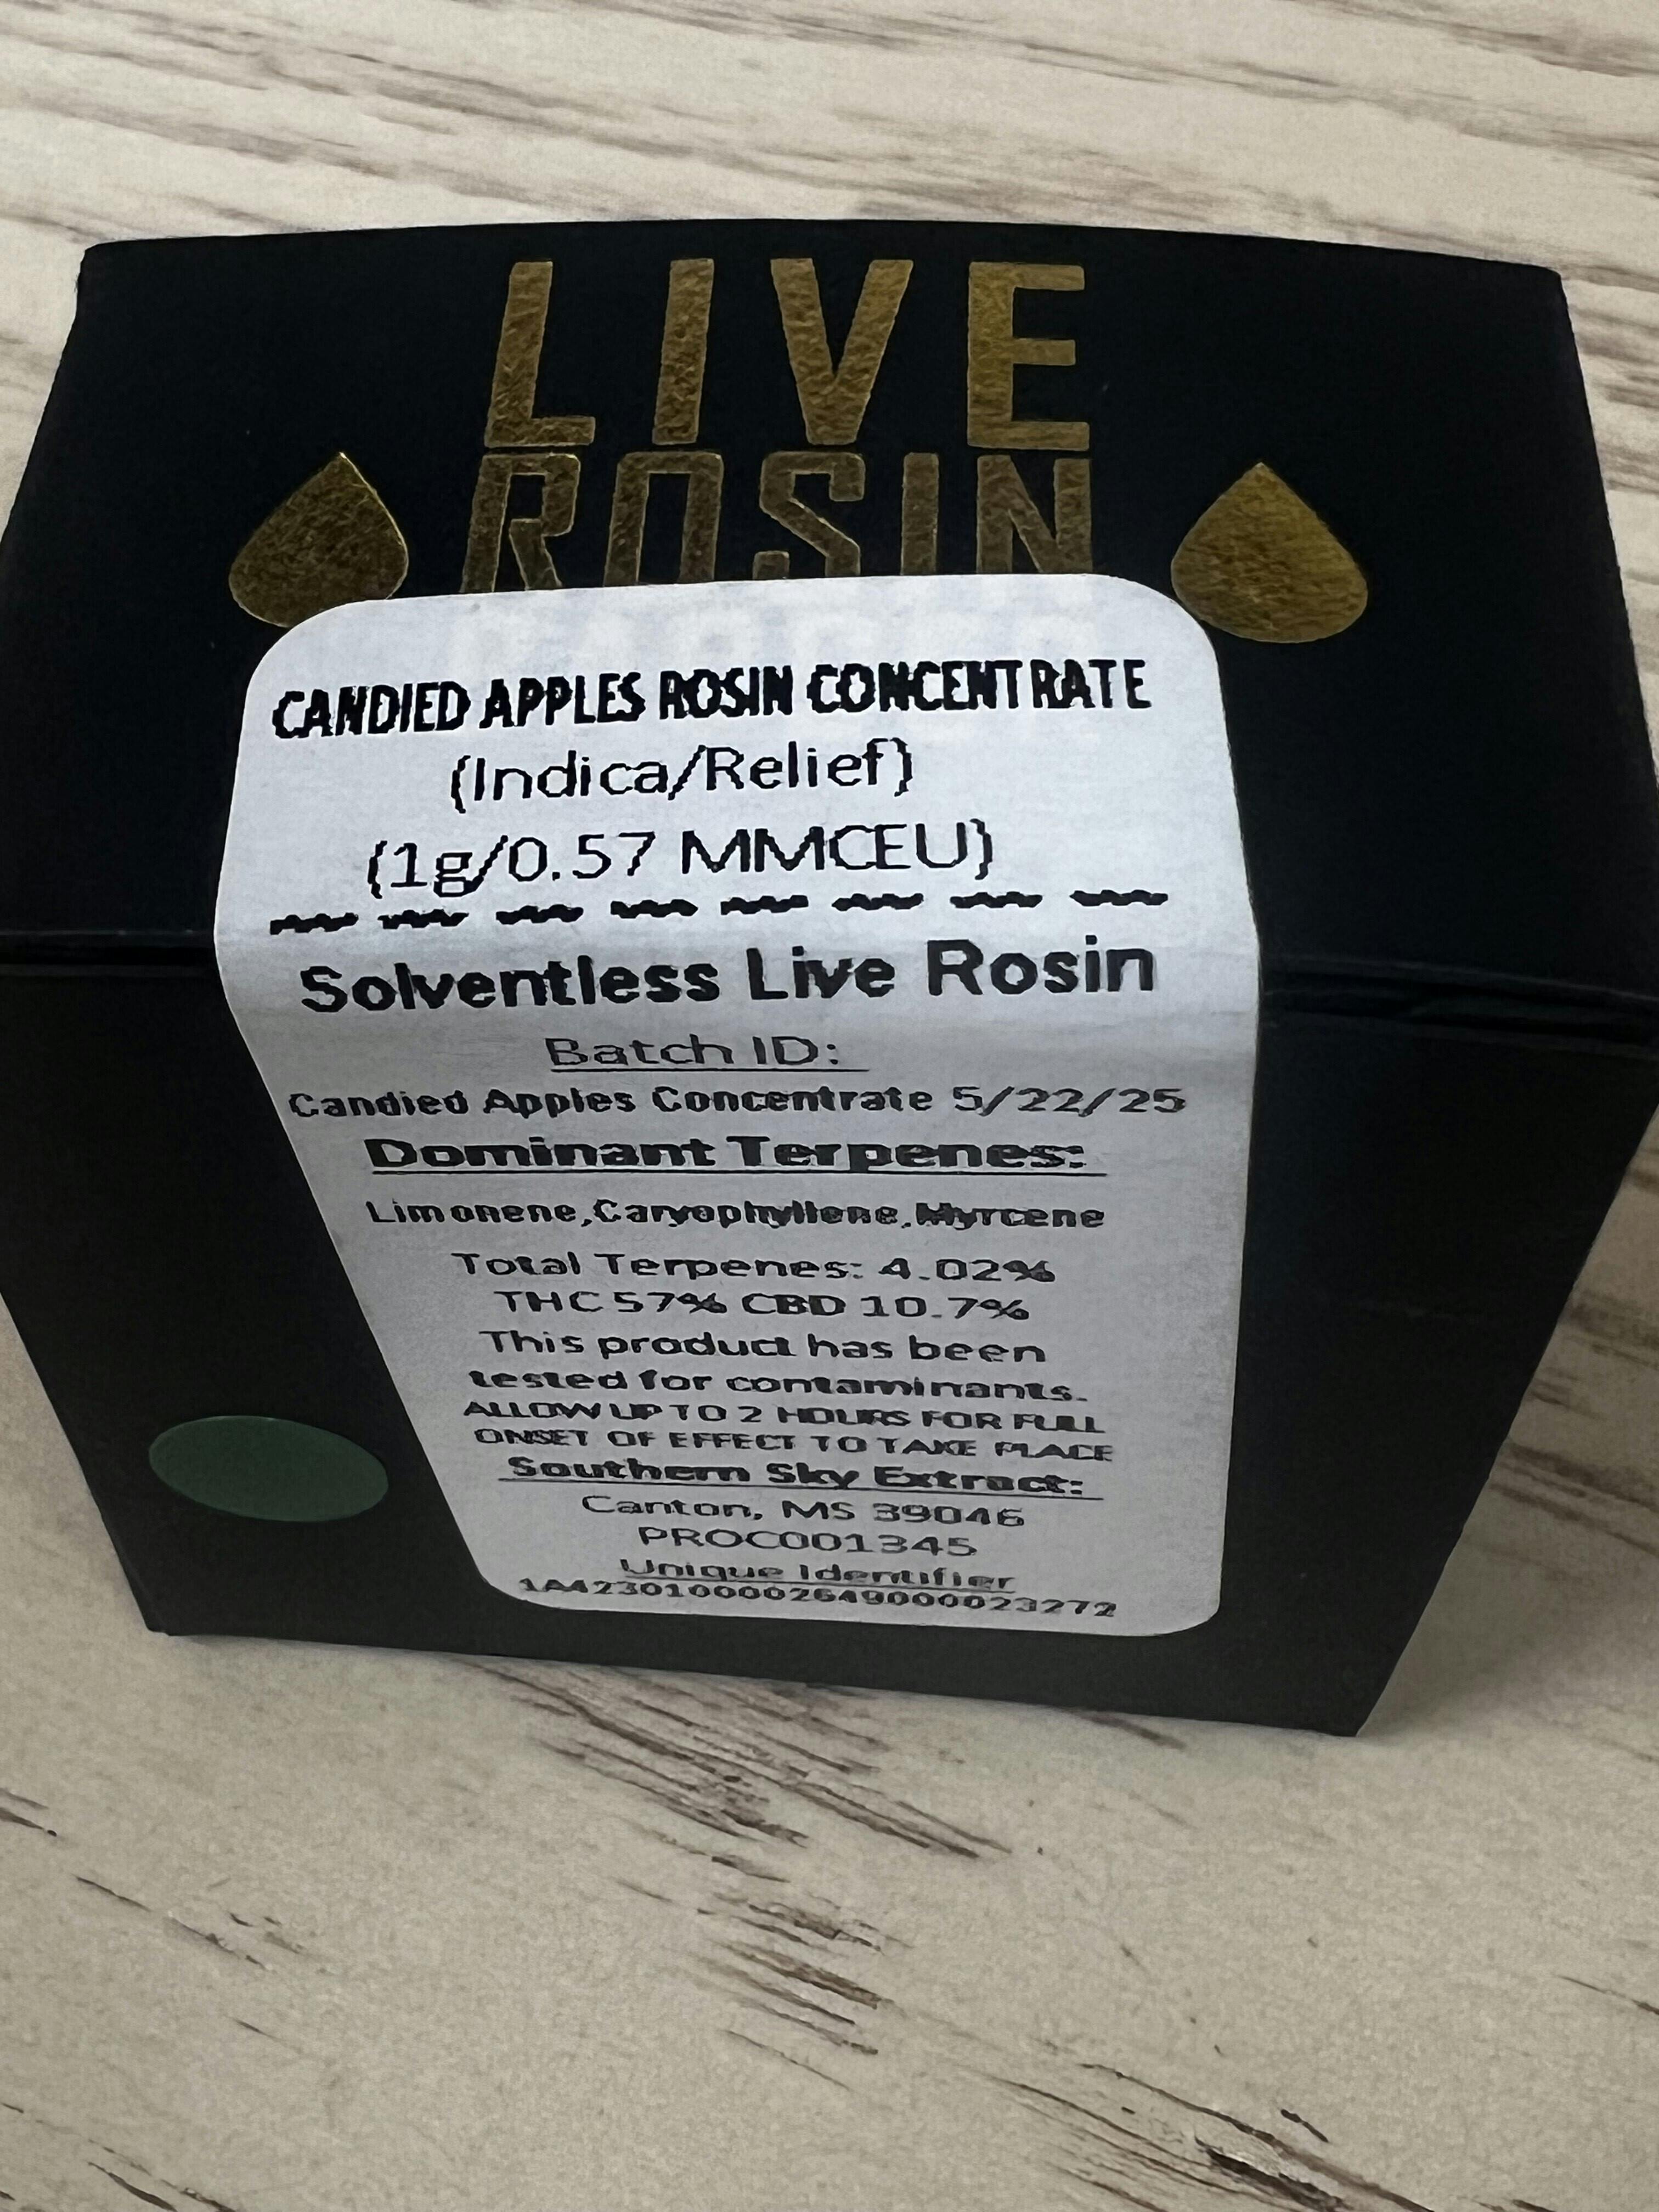 LIVE
ROSIN
CANDIED APPLES ROSIN CONCENTRATE
(Indica/Relief)
(1g/0.57 MMCEU)
Solventless Live Rosin
Batch ID:
Candied Apples Concentrate 5/22/25
Dominant Terpenes:
Limonene,Caryophyllene,Myrcene
Total Terpenes: 4.02%
THC 57% CBD 10.7%
This product has been
tested for contaminants.
ALLOW UP TO 2 HOURS FOR FULL
ONSET OF EFFECT TO TAKE PLACE
Southern Sky Extract:
Canton, MS 39046
PROC001345
Unique Identifier
1A4230100002649000023272